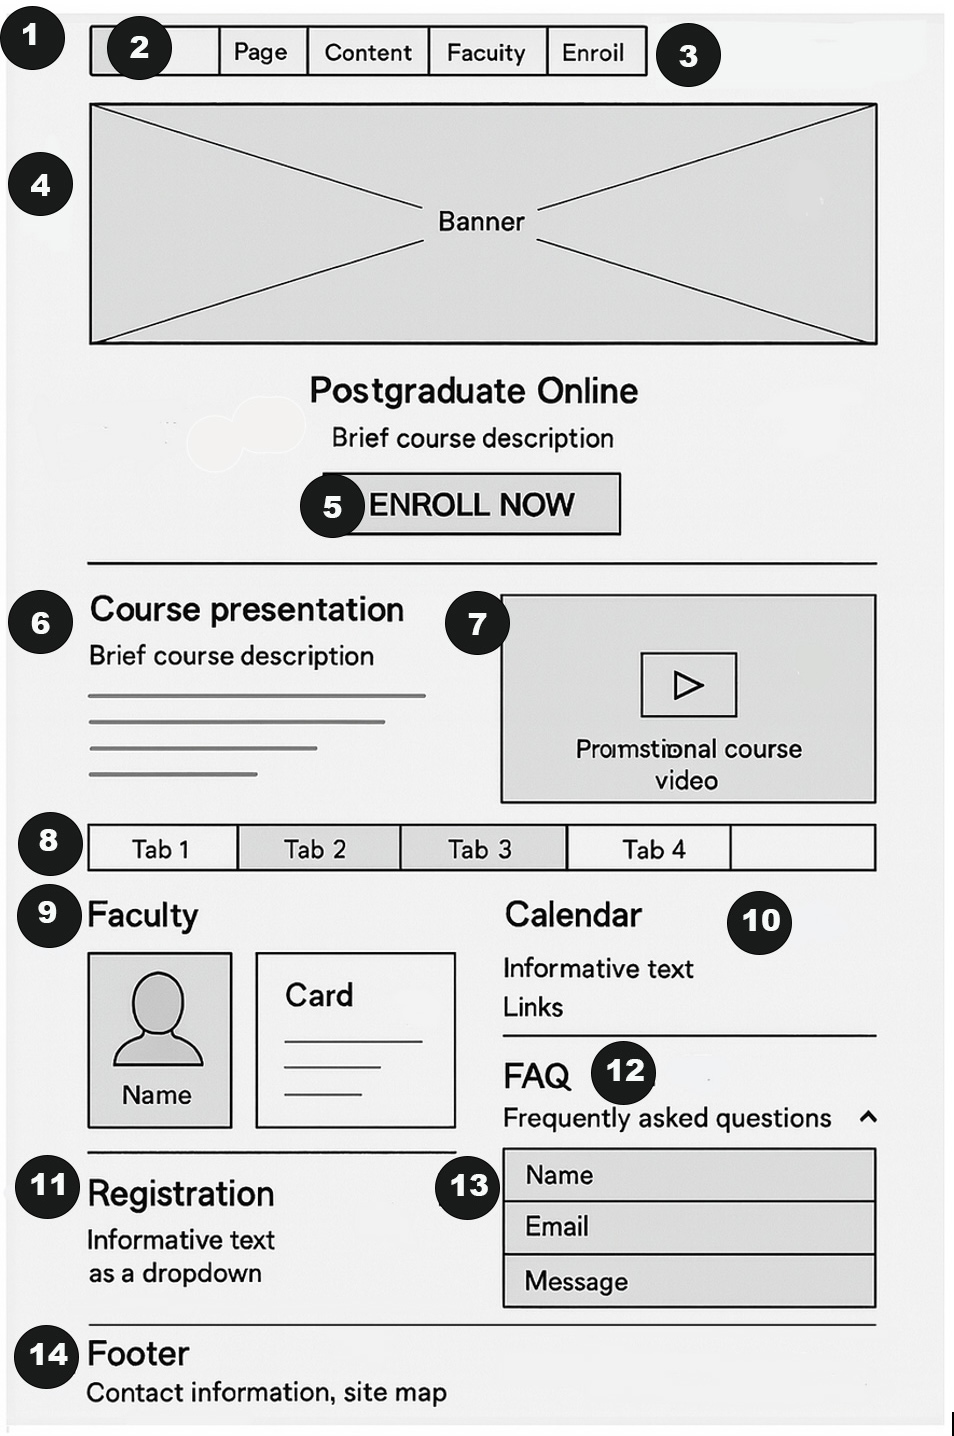 1
2 Page Content Facuity Enroil 3
4
Banner
Postgraduate Online
Brief course description
5 ENROLL NOW
6 Course presentation
Brief course description
7
Promstional course
video
8 Tab 1 Tab 2 Tab 3 Tab 4
9 Faculty
Name
Card
Calendar 10
Informative text
Links
FAQ 12
Frequently asked questions
11 Registration
Informative text
as a dropdown
13
Name
Email
Message
14 Footer
Contact information, site map